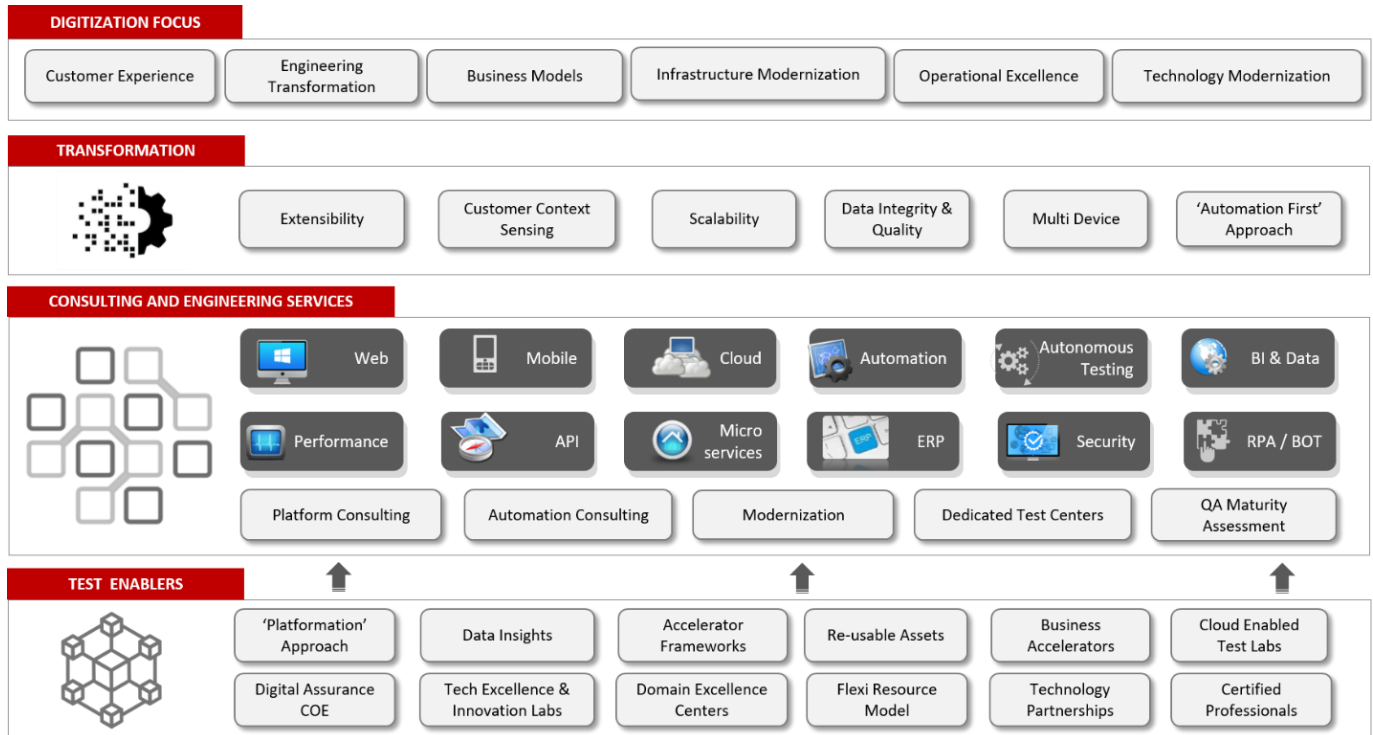 DIGITIZATION FOCUS
Customer Experience
Engineering
Transformation
Business Models
Infrastructure Modernization
Operational Excellence
Technology Modernization
TRANSFORMATION
Extensibility
Customer Context
Sensing
Scalability
Data Integrity &
Quality
Multi Device
‘Automation First’
Approach
CONSULTING AND ENGINEERING SERVICES
Web
Mobile
Cloud
Automation
Autonomous
Testing
BI & Data
Performance
API
Micro
services
ERP
ERP
Security
RPA / BOT
Platform Consulting
Automation Consulting
Modernization
Dedicated Test Centers
QA Maturity
Assessment
TEST ENABLERS
‘Platformation’
Approach
Data Insights
Accelerator
Frameworks
Re-usable Assets
Business
Accelerators
Cloud Enabled
Test Labs
Digital Assurance
COE
Tech Excellence &
Innovation Labs
Domain Excellence
Centers
Flexi Resource
Model
Technology
Partnerships
Certified
Professionals